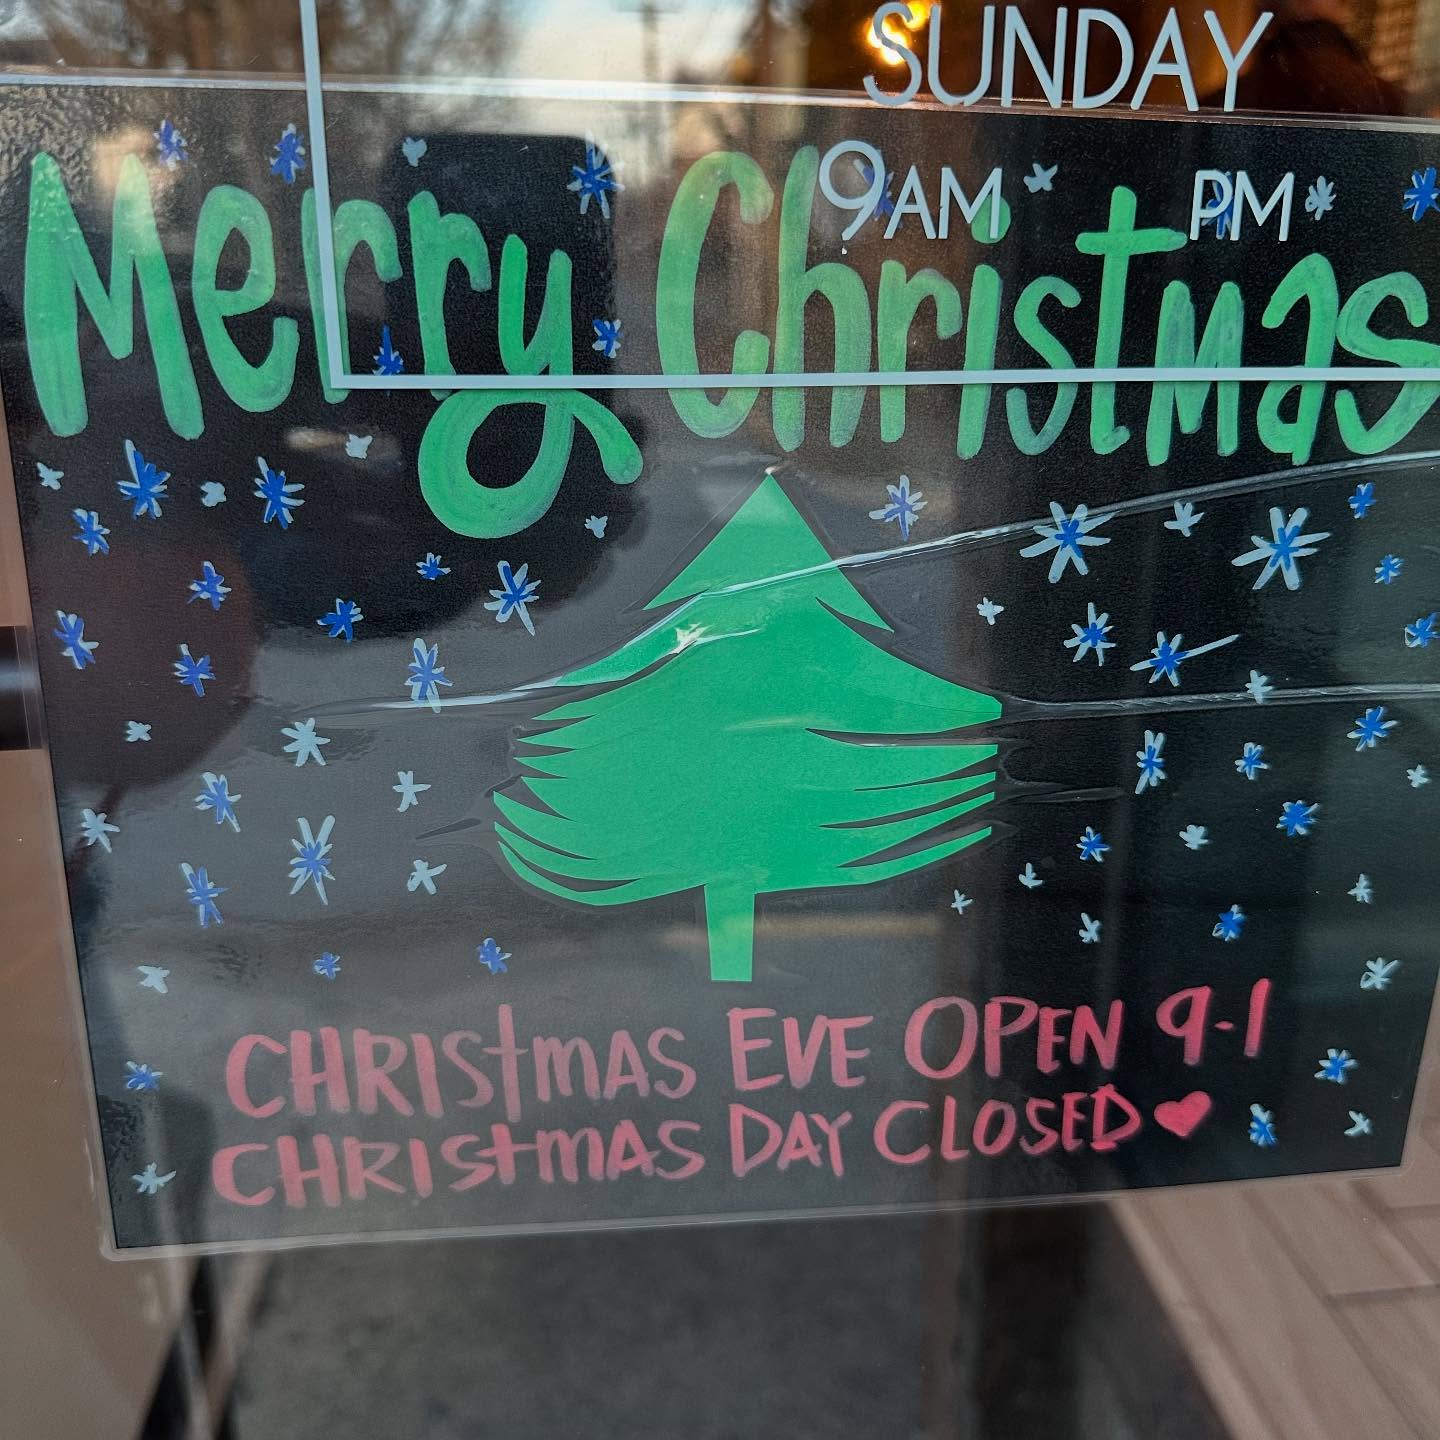 SUNDAY
9AM PM
Merry Christmas
CHRIStmAS EVE OPEN 9-1
CHRIStmAS DAY CLOSED ♥